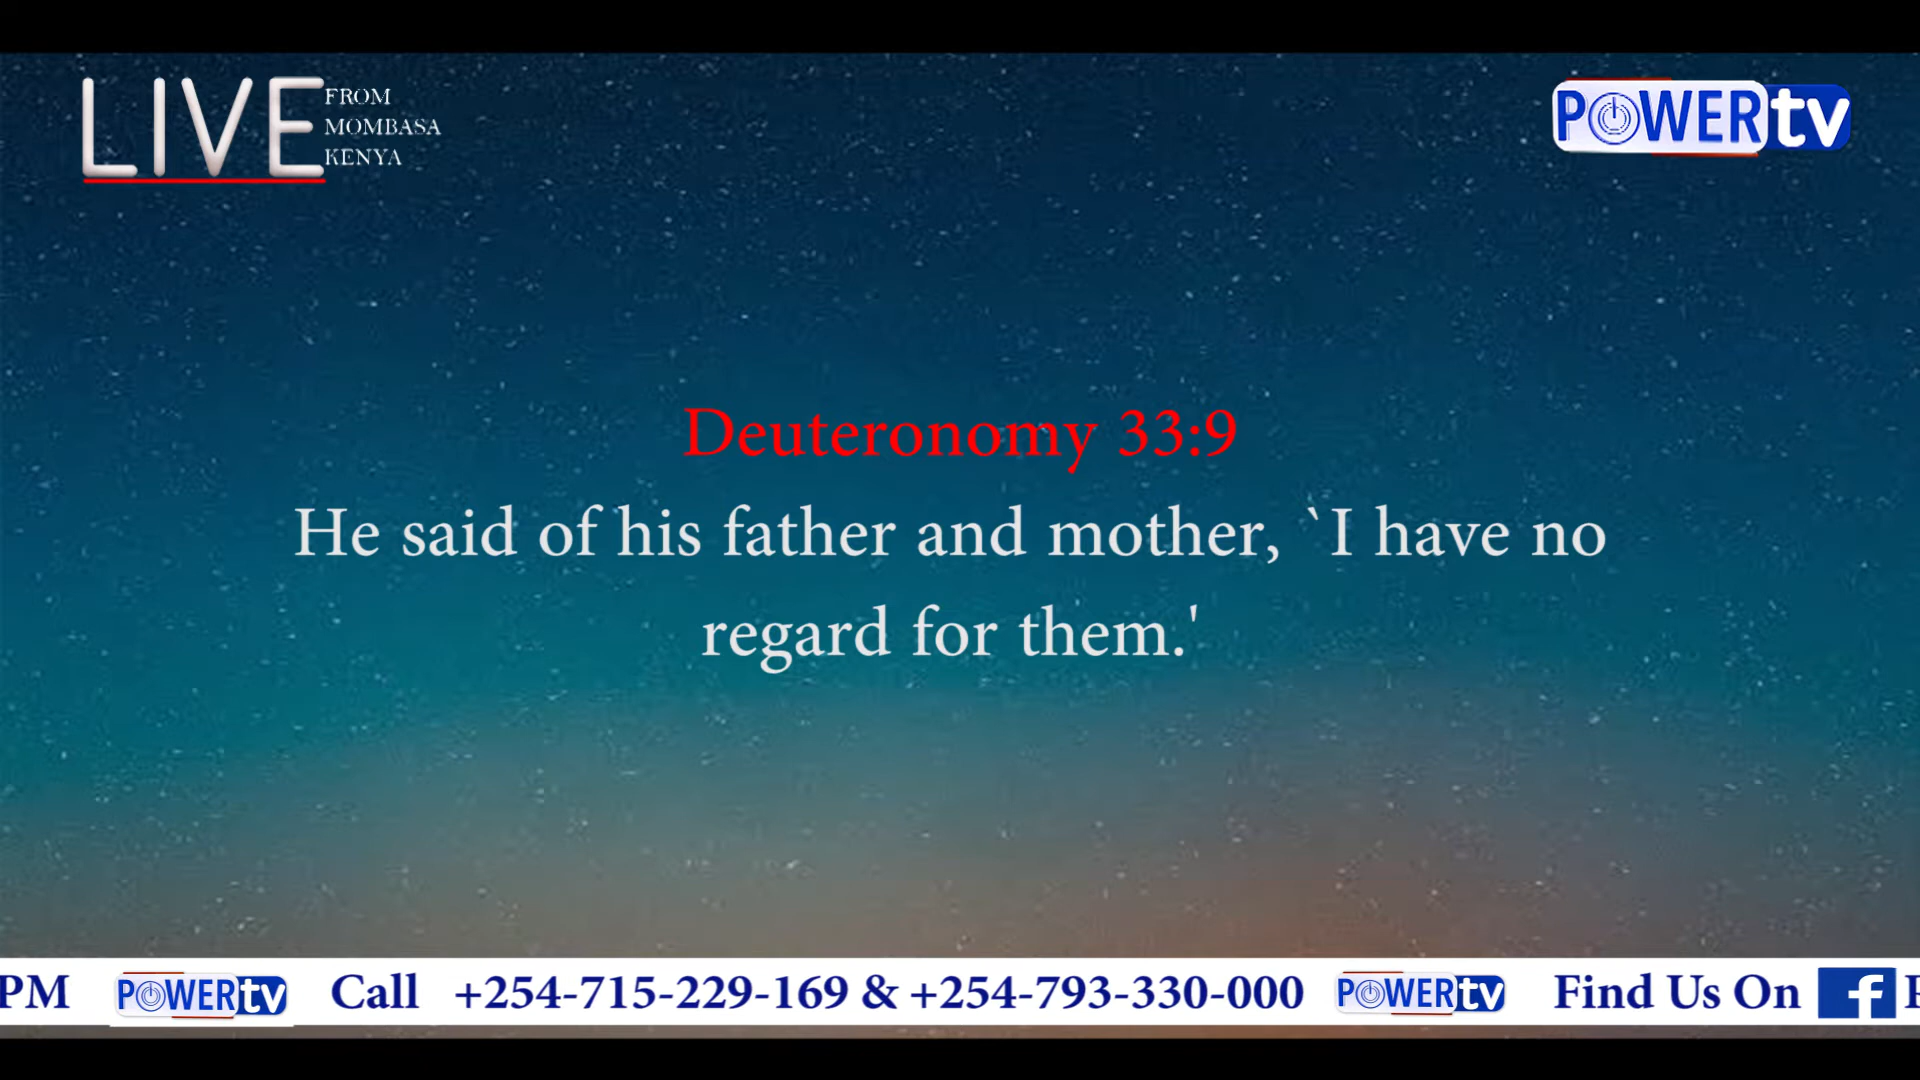 LIVE
FROM
MOMBASA
KENYA
POWERtv
Deuteronomy 33:9
He said of his father and mother, `I have no
regard for them.'
PM POWERtv Call +254-715-229-169 & +254-793-330-000 POWERtv Find Us On f